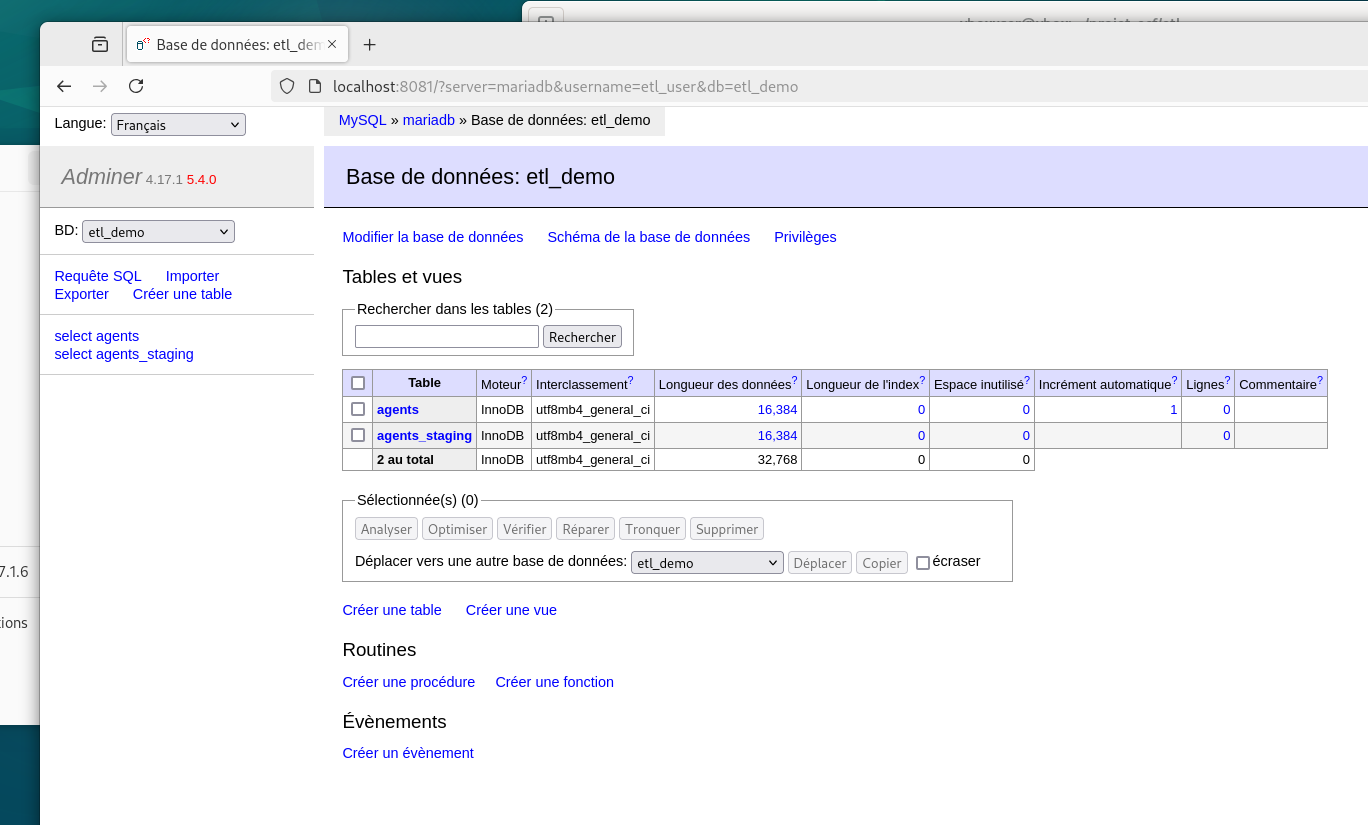 Base de données: etl_dem
localhost:8081/?server=mariadb&username=etl_user&db=etl_demo
Langue: Français
MySQL » mariadb » Base de données: etl_demo
Adminer 4.17.1 5.4.0
Base de données: etl_demo
BD: etl_demo
Modifier la base de données Schéma de la base de données Privilèges
Requête SQL Importer
Exporter Créer une table
select agents
select agents_staging
Tables et vues
Rechercher dans les tables (2)
Rechercher
Table Moteur? Interclassement? Longueur des données? Longueur de l'index? Espace inutilisé? Incrément automatique? Lignes? Commentaire?
agents InnoDB utf8mb4_general_ci 16,384 0 0 1 0
agents_staging InnoDB utf8mb4_general_ci 16,384 0 0 0
2 au total InnoDB utf8mb4_general_ci 32,768 0 0
Sélectionnée(s) (0)
Analyser Optimiser Vérifier Réparer Tronquer Supprimer
Déplacer vers une autre base de données: etl_demo Déplacer Copier écraser
Créer une table Créer une vue
Routines
Créer une procédure Créer une fonction
Évènements
Créer un évènement
7.1.6
ions